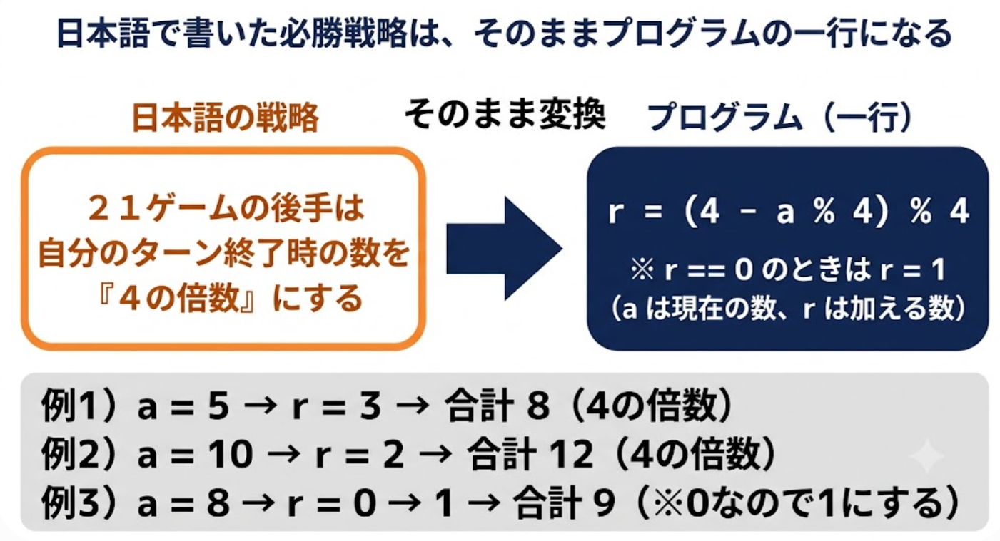 日本語で書いた必勝戦略は、そのままプログラムの一行になる
日本語の戦略
そのまま変換
プログラム（一行）
２１ゲームの後手は
自分のターン終了時の数を
『４の倍数』にする
r = (4 - a % 4) % 4
※ r == 0 のときは r = 1
（a は現在の数、r は加える数）
例1）a = 5 → r = 3 → 合計 8（4の倍数）
例2）a = 10 → r = 2 → 合計 12（4の倍数）
例3）a = 8 → r = 0 → 1 → 合計 9（※0なので1にする）